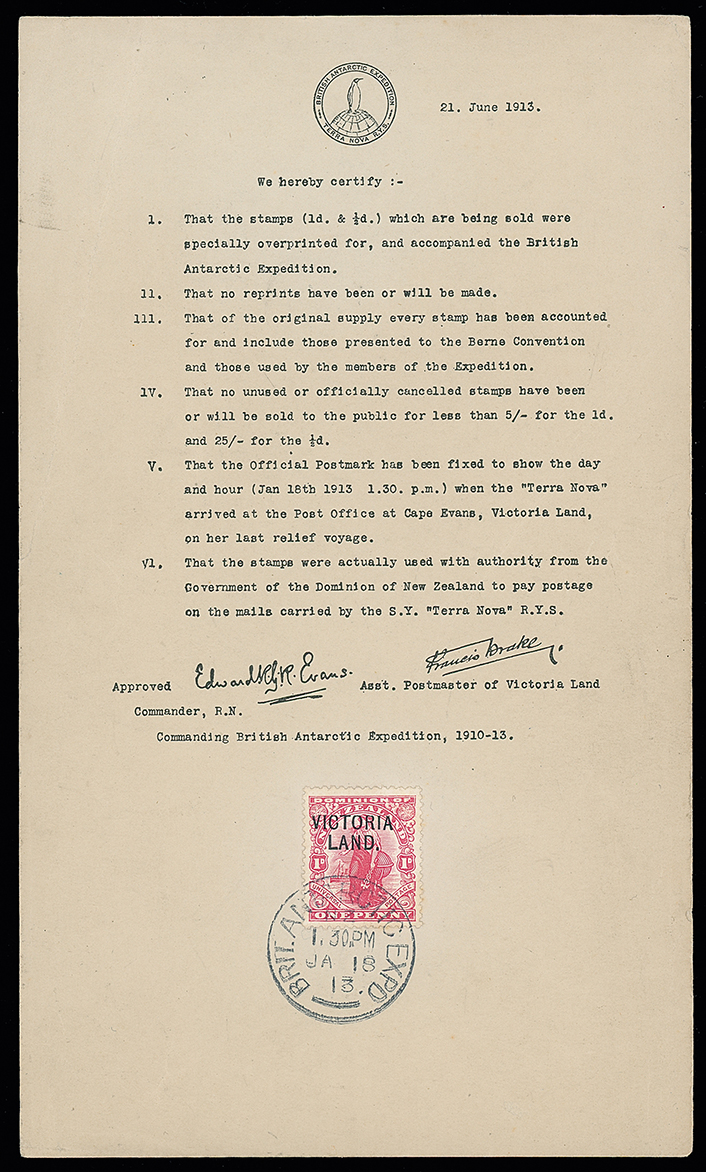 BRITISH ANTARCTIC EXPEDITION
TERRA NOVA R.Y.S.
21. June 1913.
We hereby certify :-
1. That the stamps (1d. & ½d.) which are being sold were
specially overprinted for, and accompanied the British
Antarctic Expedition.
11. That no reprints have been or will be made.
111. That of the original supply every stamp has been accounted
for and include those presented to the Berne Convention
and those used by the members of the Expedition.
1V. That no unused or officially cancelled stamps have been
or will be sold to the public for less than 5/- for the 1d.
and 25/- for the ½d.
V. That the Official Postmark has been fixed to show the day
and hour (Jan 18th 1913 1.30. p.m.) when the "Terra Nova"
arrived at the Post Office at Cape Evans, Victoria Land,
on her last relief voyage.
V1. That the stamps were actually used with authority from the
Government of the Dominion of New Zealand to pay postage
on the mails carried by the S.Y. "Terra Nova" R.Y.S.
Edward R.G.R. Evans.
Francis Drake.
Approved
Asst. Postmaster of Victoria Land
Commander, R.N.
Commanding British Antarctic Expedition, 1910-13.
DOMINION OF
ZEALAND
VICTORIA
LAND.
1D 1D
UNIVERSAL POSTAGE
ONE PENNY
BRIT. ANTARCTIC EXPD
1.30PM
JA 18
13.